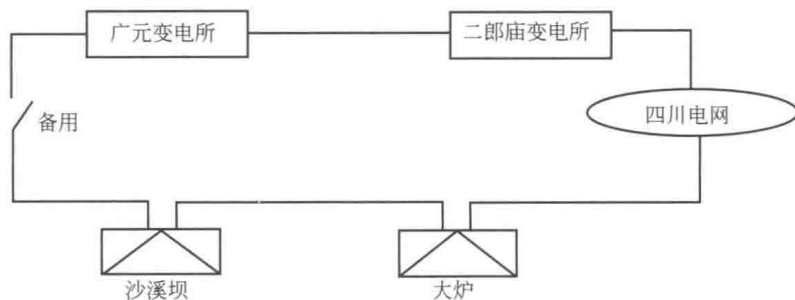 广元变电所
二郎庙变电所
备用
四川电网
沙溪坝
大炉